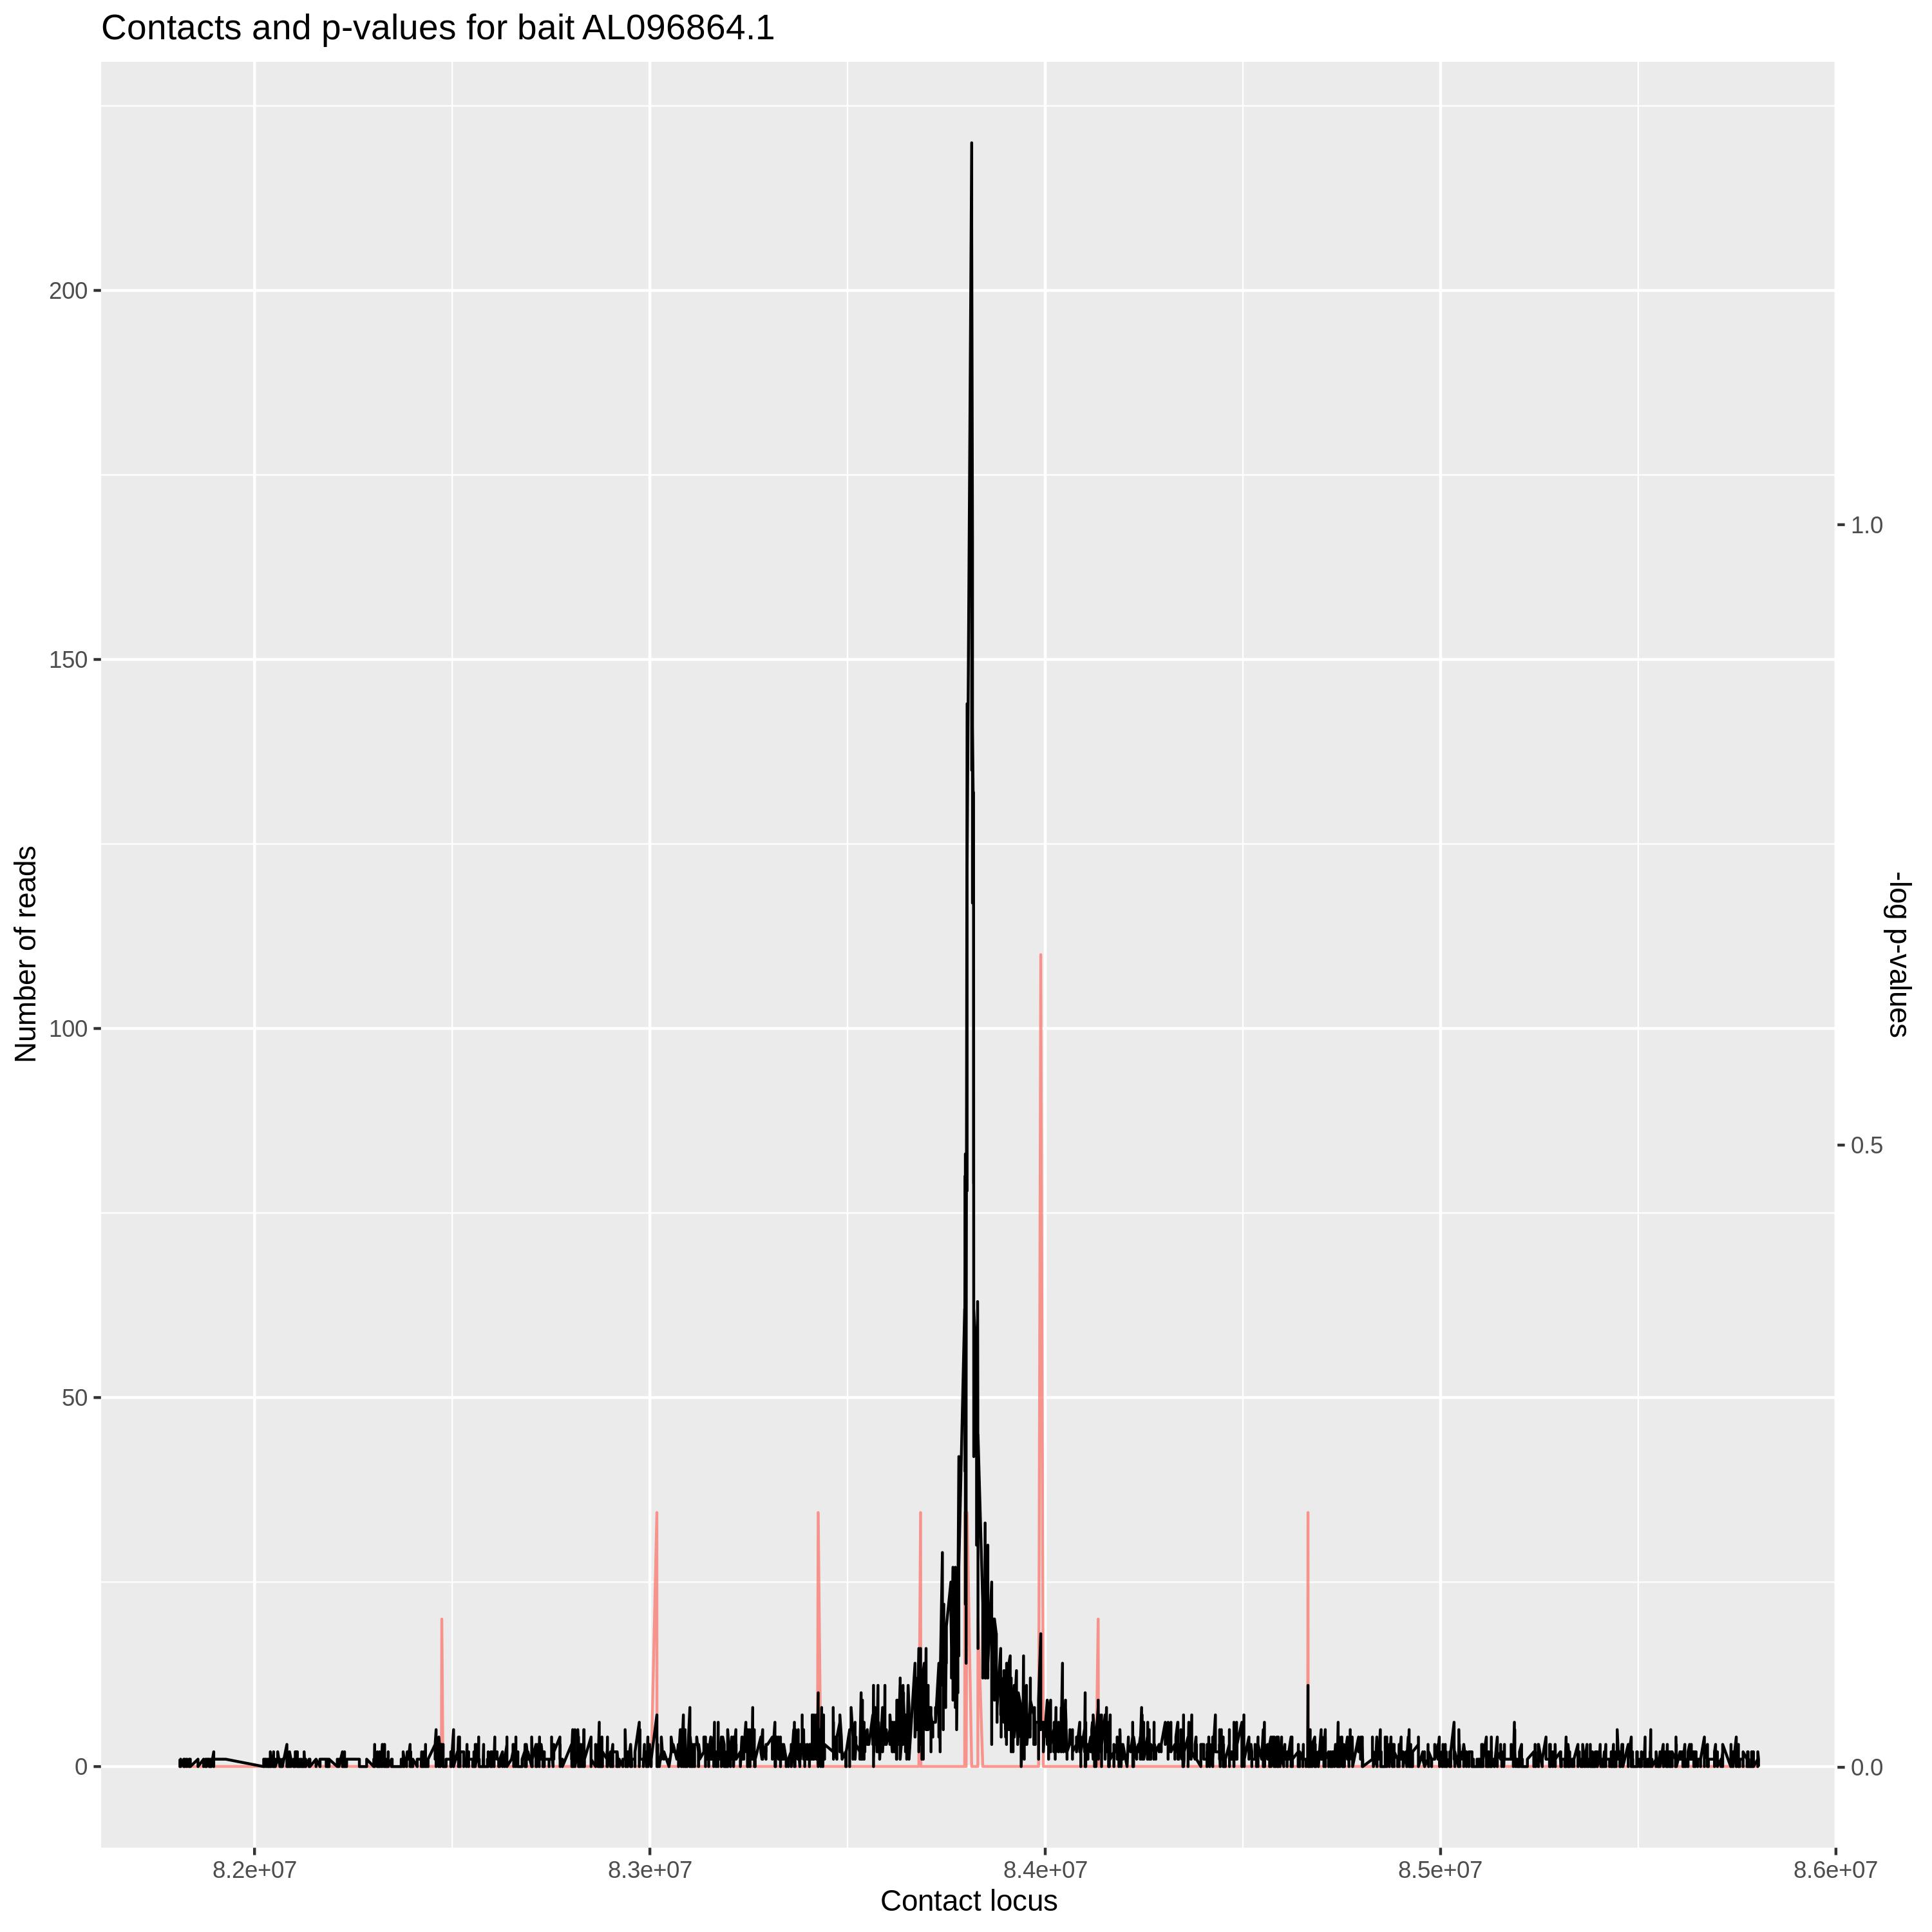 Contacts and p-values for bait AL096864.1
200
150
100
50
0
Number of reads
1.0
0.5
0.0
-log p-values
8.2e+07
8.3e+07
8.4e+07
8.5e+07
8.6e+07
Contact locus